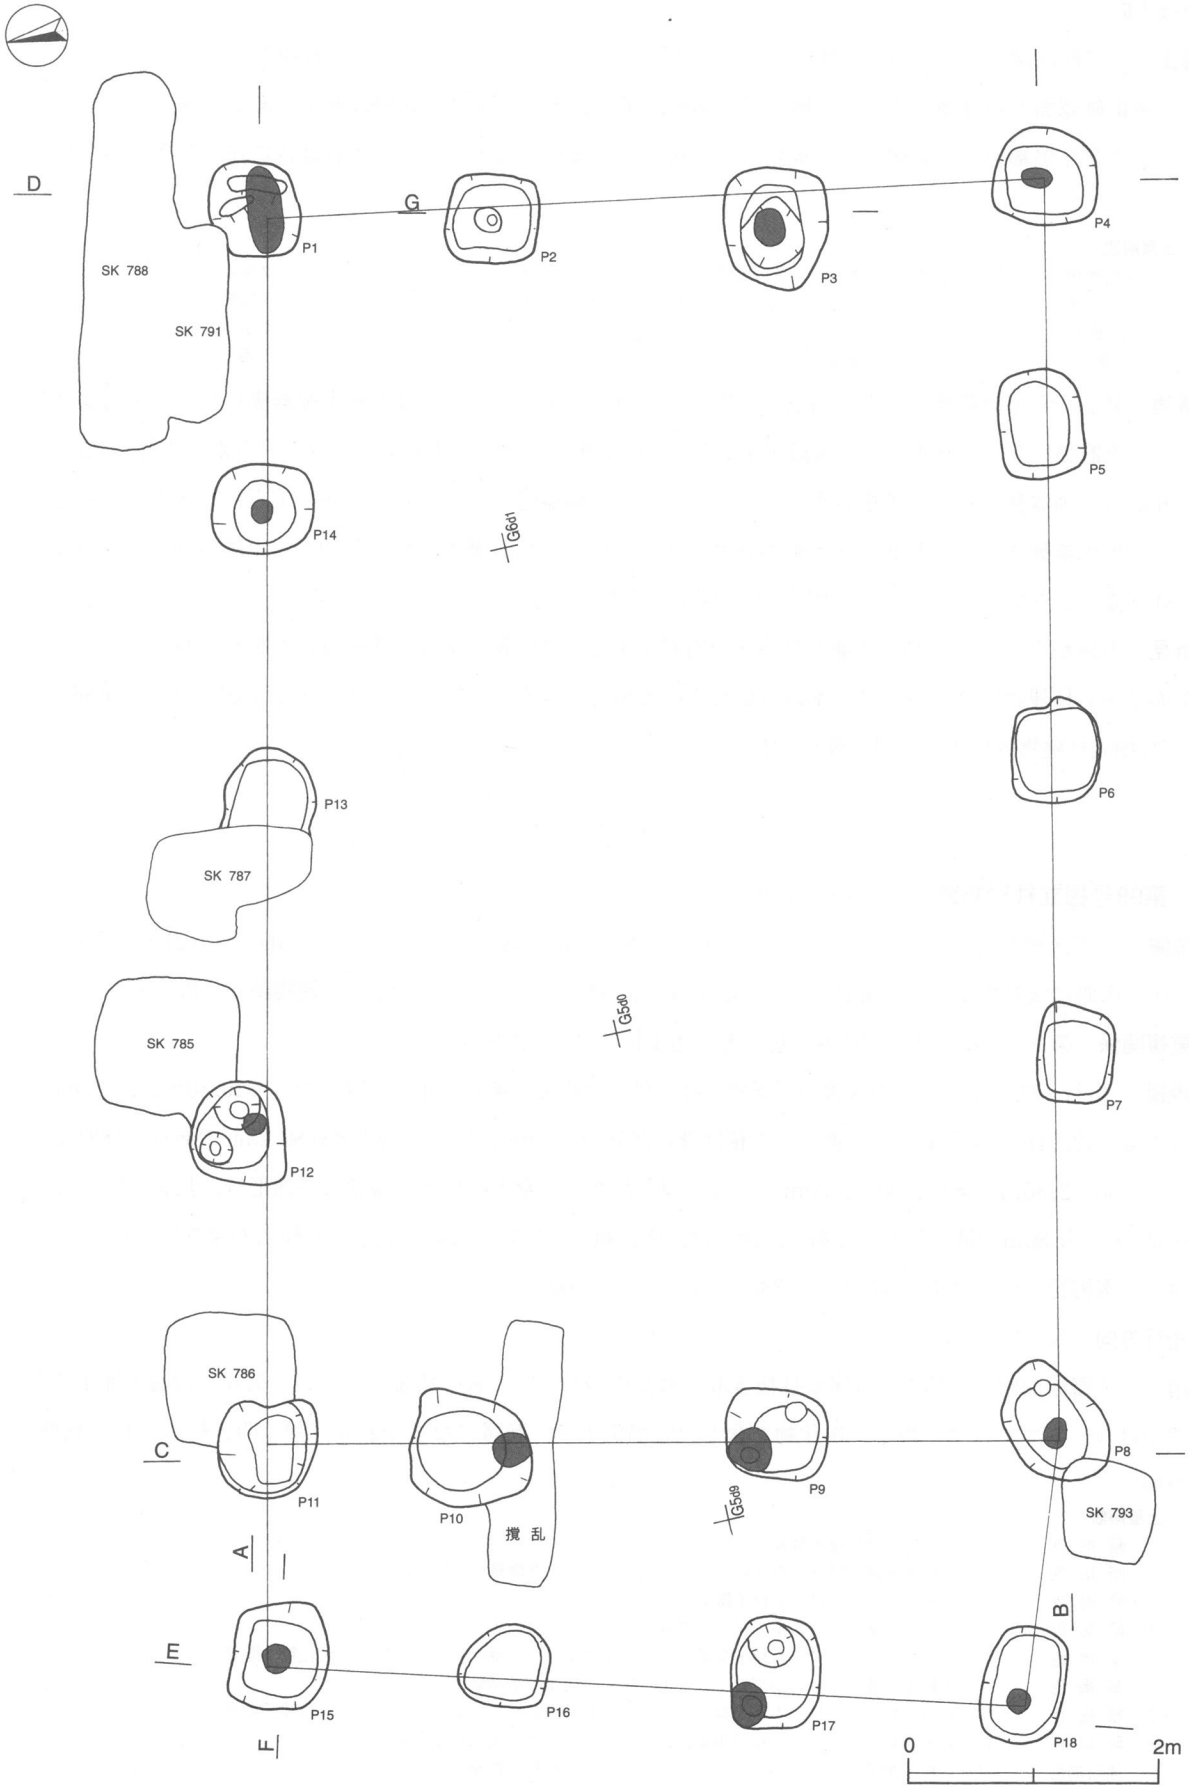 D
G
P1
P2
P3
P4
SK 788
SK 791
P5
P14
G6d1
P6
P13
SK 787
G5d0
SK 785
P7
P12
SK 786
C
P8
P9
P11
P10
G5d9
SK 793
撹 乱
A
B
E
P15
P16
P17
P18
F
0 2m